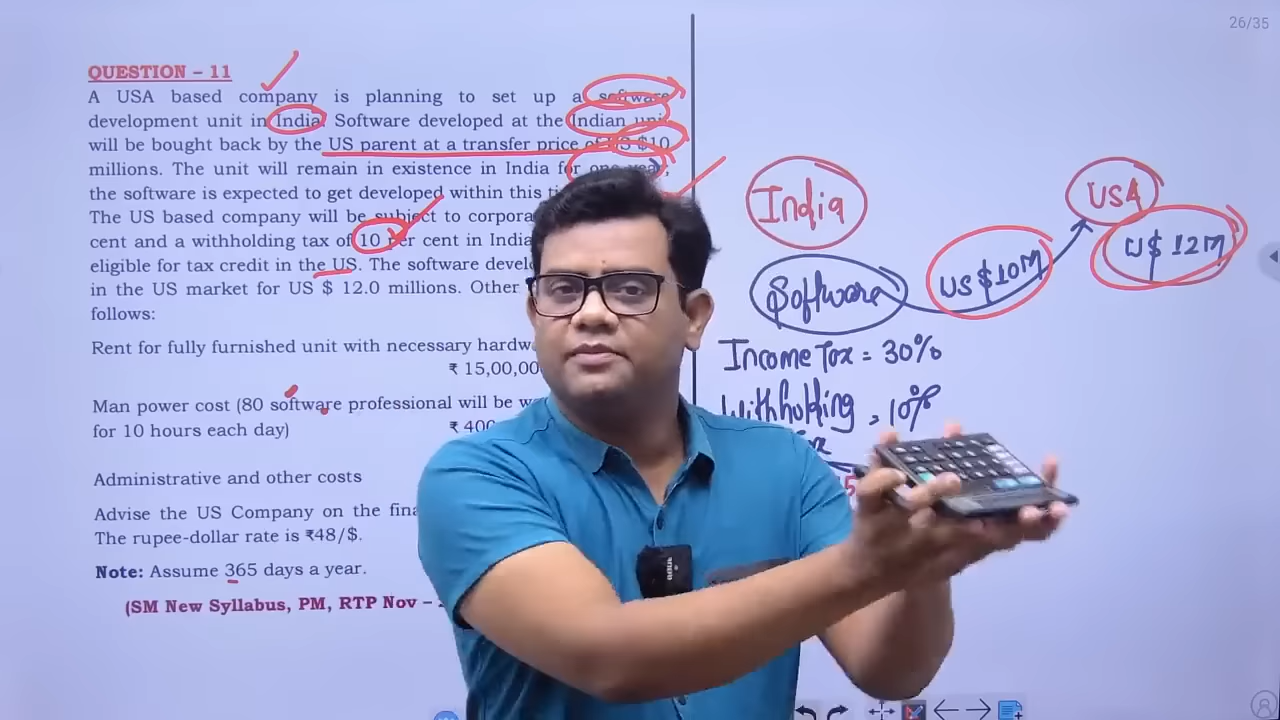 26/35
QUESTION – 11
A USA based company is planning to set up a software
development unit in India Software developed at the Indian unit
will be bought back by the US parent at a transfer price of US $10
millions. The unit will remain in existence in India for one year;
the software is expected to get developed within this
The US based company will be subject to
cent and a withholding tax of 10 per cent in India
eligible for tax credit in the US. The software
in the US market for US $ 12.0 millions. Other
follows:
Rent for fully furnished unit with necessary
₹ 15,00,00
Man power cost (80 software professional will be
for 10 hours each day)
₹ 400
Administrative and other costs
Advise the US Company on the
The rupee-dollar rate is ₹48/$.
Note: Assume 365 days a year.
(SM New Syllabus, PM, RTP Nov –
India
USA
Software
US $10M
U$ 12M
Income Tax = 30%
Withholding = 10%